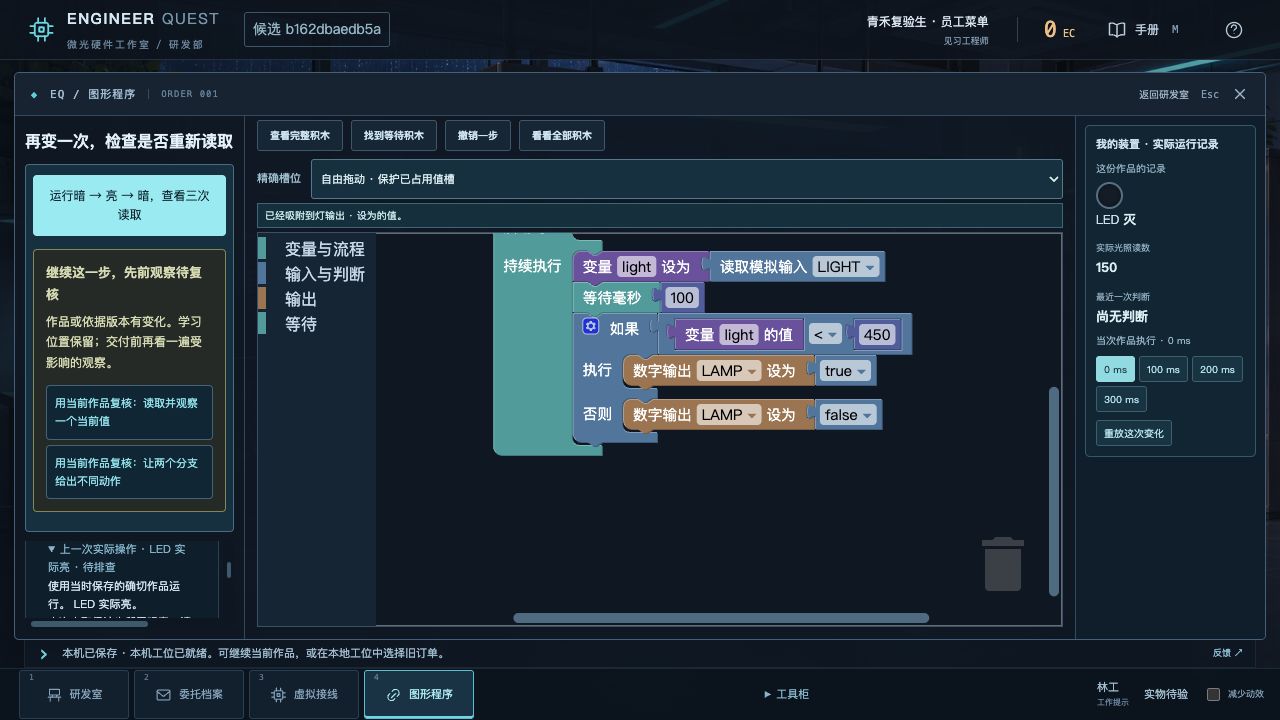 ENGINEER QUEST
微光硬件工作室 / 研发部
候选 b162dbaedb5a
青禾复验生 · 员工菜单
见习工程师
0 EC
手册 M
EQ / 图形程序
ORDER 001
返回研发室 Esc
再变一次，检查是否重新读取
运行暗 → 亮 → 暗，查看三次
读取
继续这一步，先前观察待复
核
作品或依据版本有变化。学习
位置保留；交付前再看一遍受
影响的观察。
用当前作品复核：读取并观察
一个当前值
用当前作品复核：让两个分支
给出不同动作
▼ 上一次实际操作 · LED 实
际亮 · 待排查
使用当时保存的确切作品运
行。 LED 实际亮。
查看完整积木
找到等待积木
撤销一步
看看全部积木
精确槽位
自由拖动 · 保护已占用值槽
已经吸附到灯输出 · 设为的值。
变量与流程
输入与判断
输出
等待
持续执行
变量 light 设为
读取模拟输入 LIGHT
等待毫秒 100
如果
变量 light 的值 < 450
执行
数字输出 LAMP 设为 true
否则
数字输出 LAMP 设为 false
我的装置 · 实际运行记录
这份作品的记录
LED 灭
实际光照读数
150
最近一次判断
尚无判断
当次作品执行 · 0 ms
0 ms
100 ms
200 ms
300 ms
重放这次变化
本机已保存 · 本机工位已就绪。可继续当前作品，或在本地工位中选择旧订单。
反馈 ↗
1 研发室
2 委托档案
3 虚拟接线
4 图形程序
▶ 工具柜
林工
工作提示
实物待验
减少动效